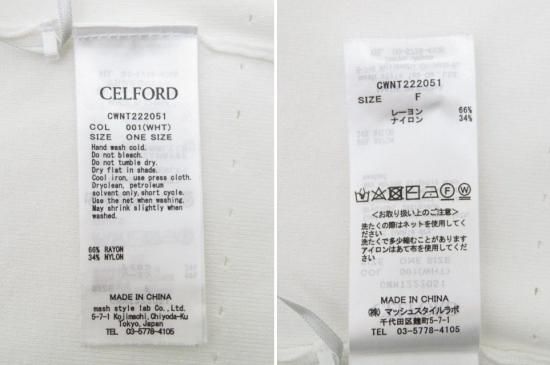 CELFORD
CWNT222051
COL 001(WHT)
SIZE ONE SIZE
Hand wash cold.
Do not bleach.
Do not tumble dry.
Dry flat in shade.
Cool iron, use press cloth.
Dryclean, petroleum
solvent only,short cycle.
Use the net when washing.
May shrink slightly when
washed.
66% RAYON
34% NYLON
MADE IN CHINA
mash style lab Co.,Ltd.
5-7-1 Kojimachi,Chiyoda-Ku
Tokyo,Japan
TEL 03-5778-4105
CWNT222051
SIZE F
レーヨン 66%
ナイロン 34%
<お取り扱い上のご注意>
洗たくの際はネットを使用してくだ
さい
洗たくで多少縮むことがあります
アイロンはあて布を使用してくださ
い
MADE IN CHINA
(株) マッシュスタイルラボ
千代田区麹町5-7-1
TEL 03-5778-4105